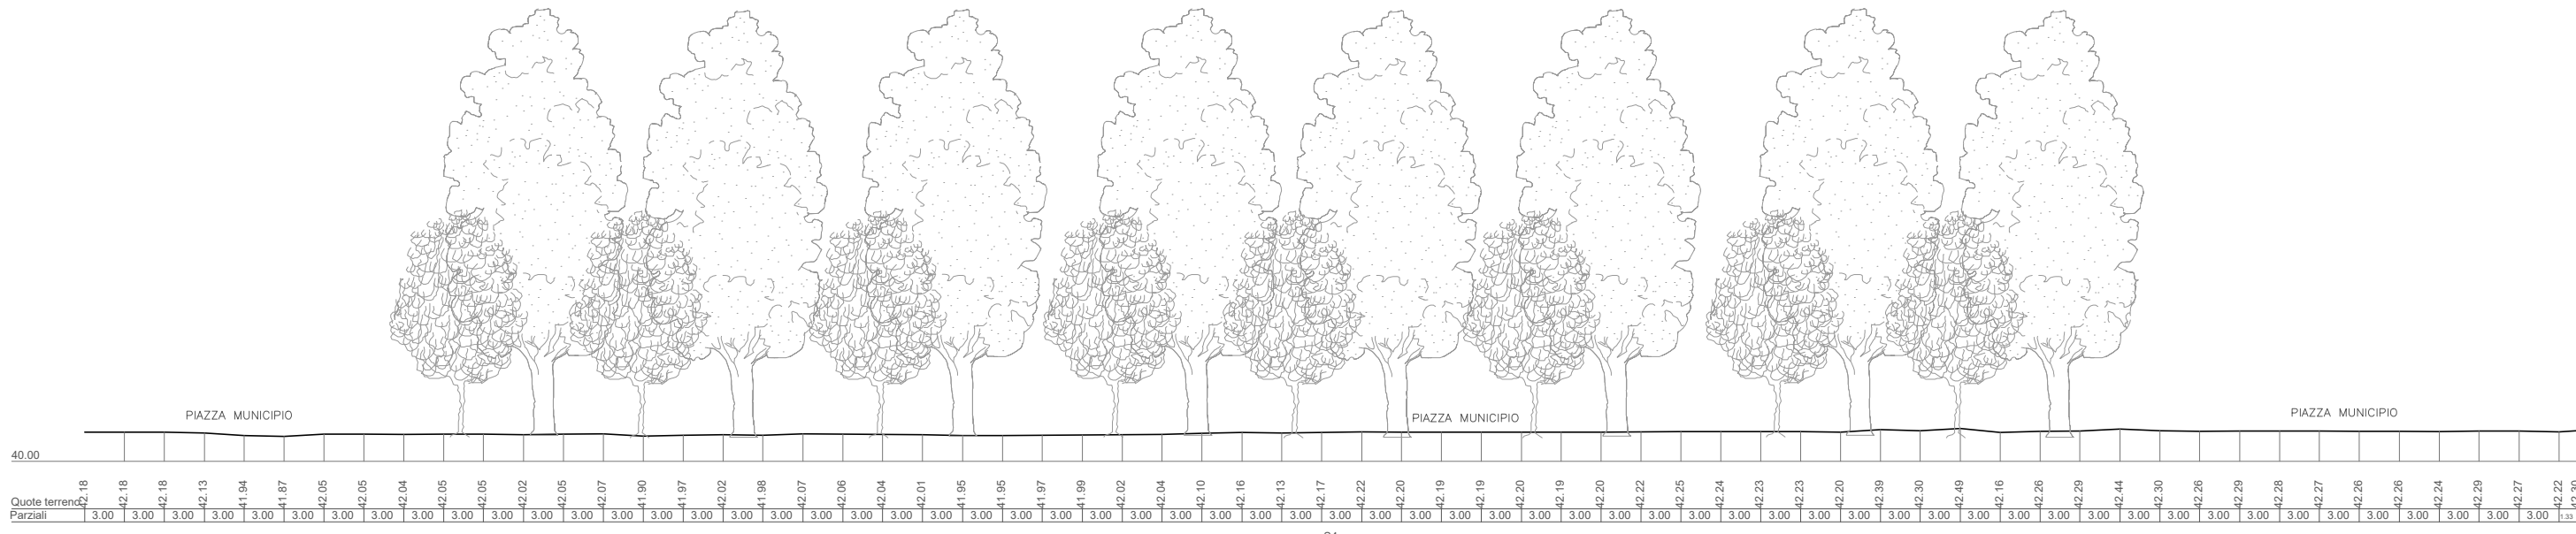 PIAZZA MUNICIPIO
PIAZZA MUNICIPIO
PIAZZA MUNICIPIO
40.00
Quote terreno 42.18 42.18 42.18 42.13 41.94 41.87 42.05 42.05 42.04 42.05 42.05 42.02 42.05 42.07 41.90 41.97 42.02 41.98 42.07 42.06 42.04 42.01 41.95 41.95 41.97 41.99 42.02 42.04 42.10 42.16 42.13 42.17 42.22 42.20 42.19 42.19 42.20 42.19 42.20 42.22 42.25 42.24 42.23 42.23 42.20 42.39 42.30 42.49 42.16 42.26 42.29 42.44 42.30 42.26 42.29 42.28 42.27 42.26 42.26 42.24 42.29 42.27 42.22 42.30
Parziali 3.00 3.00 3.00 3.00 3.00 3.00 3.00 3.00 3.00 3.00 3.00 3.00 3.00 3.00 3.00 3.00 3.00 3.00 3.00 3.00 3.00 3.00 3.00 3.00 3.00 3.00 3.00 3.00 3.00 3.00 3.00 3.00 3.00 3.00 3.00 3.00 3.00 3.00 3.00 3.00 3.00 3.00 3.00 3.00 3.00 3.00 3.00 3.00 3.00 3.00 3.00 3.00 3.00 3.00 3.00 3.00 3.00 3.00 3.00 3.00 3.00 3.00 1.33